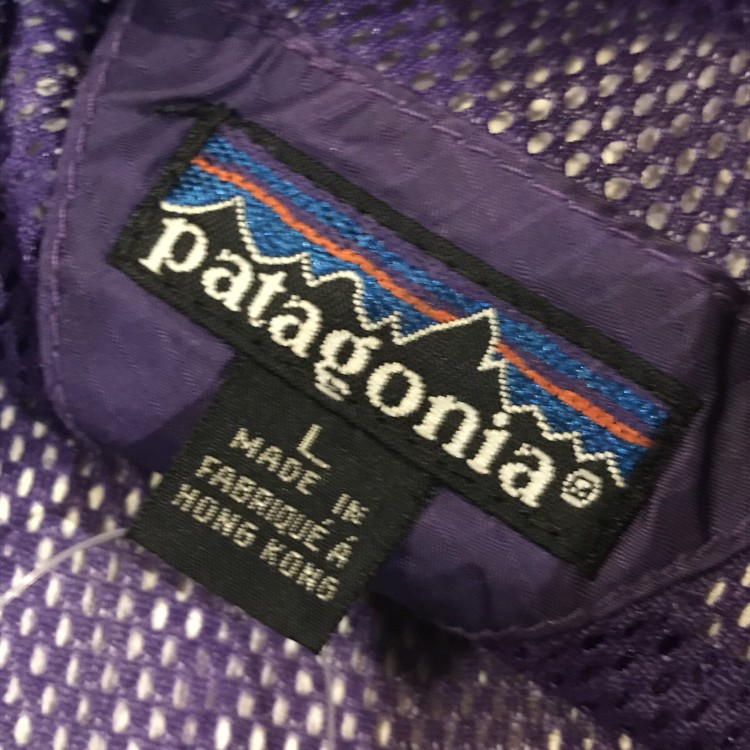 patagonia®
L
MADE IN
FABRIQUÉ Á
HONG KONG